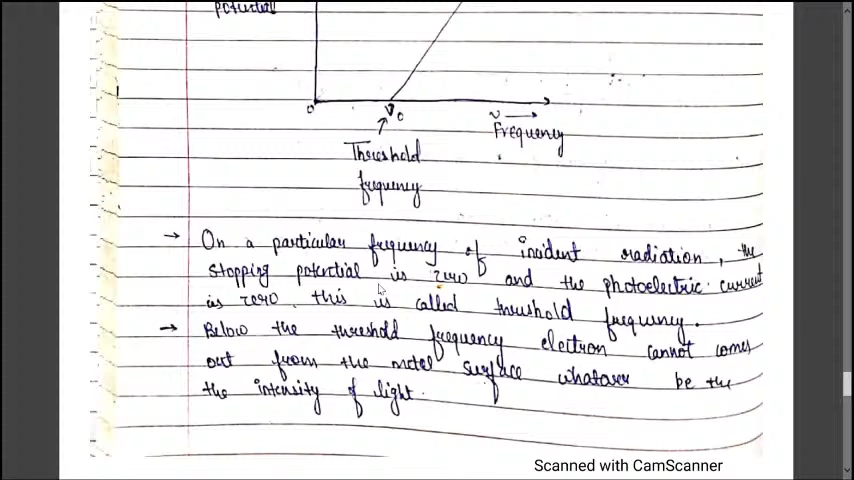 potential
0
ν₀
ν →
Frequency
Threshold
frequency
→ On a particular frequency of incident radiation, the
stopping potential is zero and the photoelectric current
is zero. this is called threshold frequency.
→ Below the threshold frequency electron cannot comes
out from the metal surface whatever be the
the intensity of light.
Scanned with CamScanner